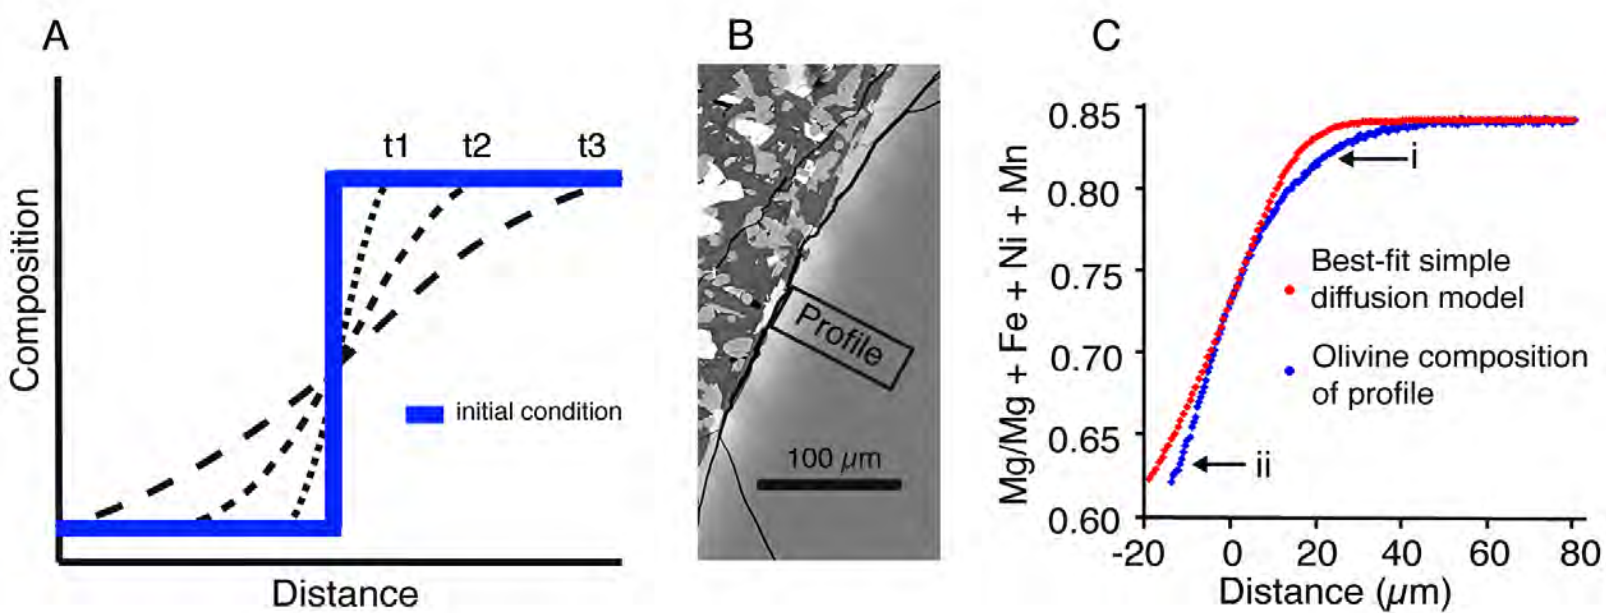 A
t1
t2
t3
Composition
initial condition
Distance
B
Profile
100 µm
C
Mg/Mg + Fe + Ni + Mn
0.85
0.80
0.75
0.70
0.65
0.60
i
Best-fit simple
diffusion model
Olivine composition
of profile
ii
-20
0
20
40
60
80
Distance (µm)